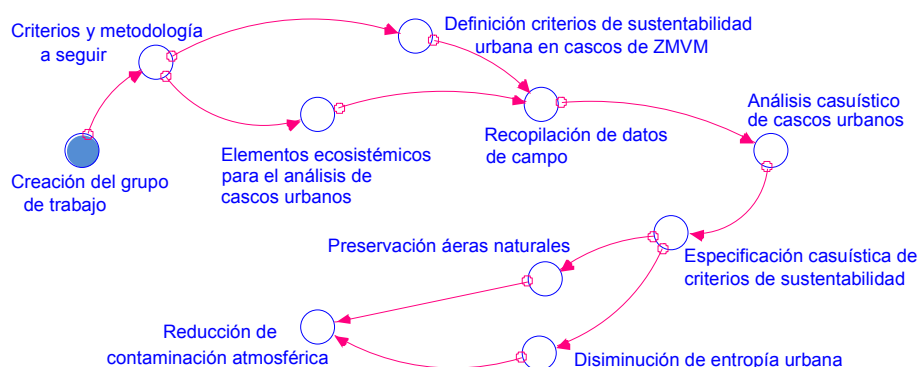 Criterios y metodología
a seguir
Definición criterios de sustentabilidad
urbana en cascos de ZMVM
Análisis casuístico
de cascos urbanos
Recopilación de datos
de campo
Elementos ecosistémicos
para el análisis de
cascos urbanos
Creación del grupo
de trabajo
Preservación áeras naturales
Especificación casuística de
criterios de sustentabilidad
Reducción de
contaminación atmosférica
Disiminución de entropía urbana